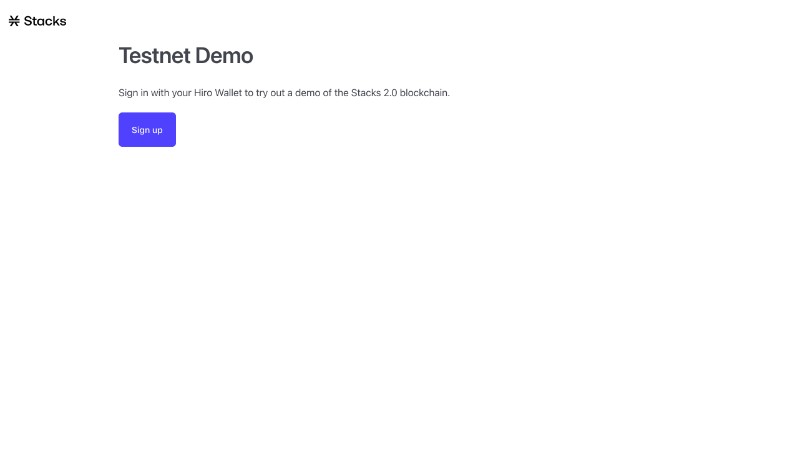 Stacks
Testnet Demo
Sign in with your Hiro Wallet to try out a demo of the Stacks 2.0 blockchain.
Sign up